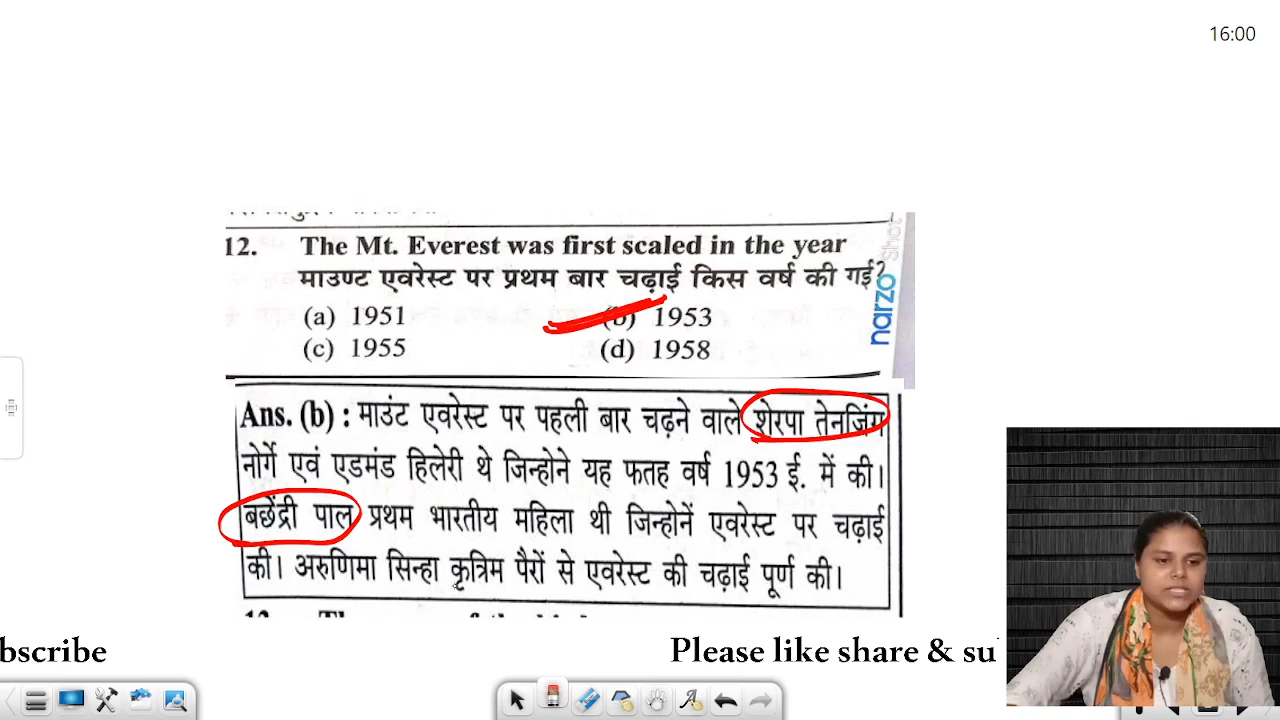 16:00
12. The Mt. Everest was first scaled in the year
माउण्ट एवरेस्ट पर प्रथम बार चढ़ाई किस वर्ष की गई?
(a) 1951 (b) 1953
(c) 1955 (d) 1958
narzo Shot
Ans. (b) : माउंट एवरेस्ट पर पहली बार चढ़ने वाले शेरपा तेनजिंग
नोर्गे एवं एडमंड हिलेरी थे जिन्होने यह फतह वर्ष 1953 ई. में की।
बछेंद्री पाल प्रथम भारतीय महिला थी जिन्होनें एवरेस्ट पर चढ़ाई
की। अरुणिमा सिन्हा कृत्रिम पैरों से एवरेस्ट की चढ़ाई पूर्ण की।
bscribe Please like share & su